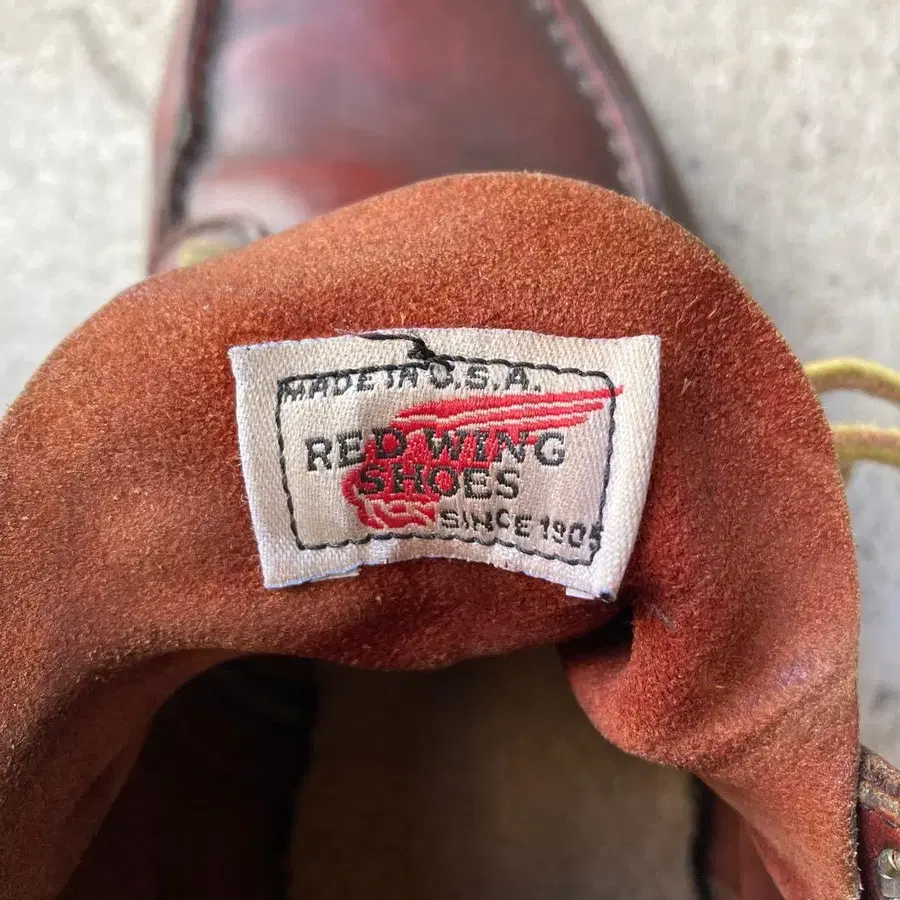 MADE IN U.S.A.
RED WING
SHOES
SINCE 1905